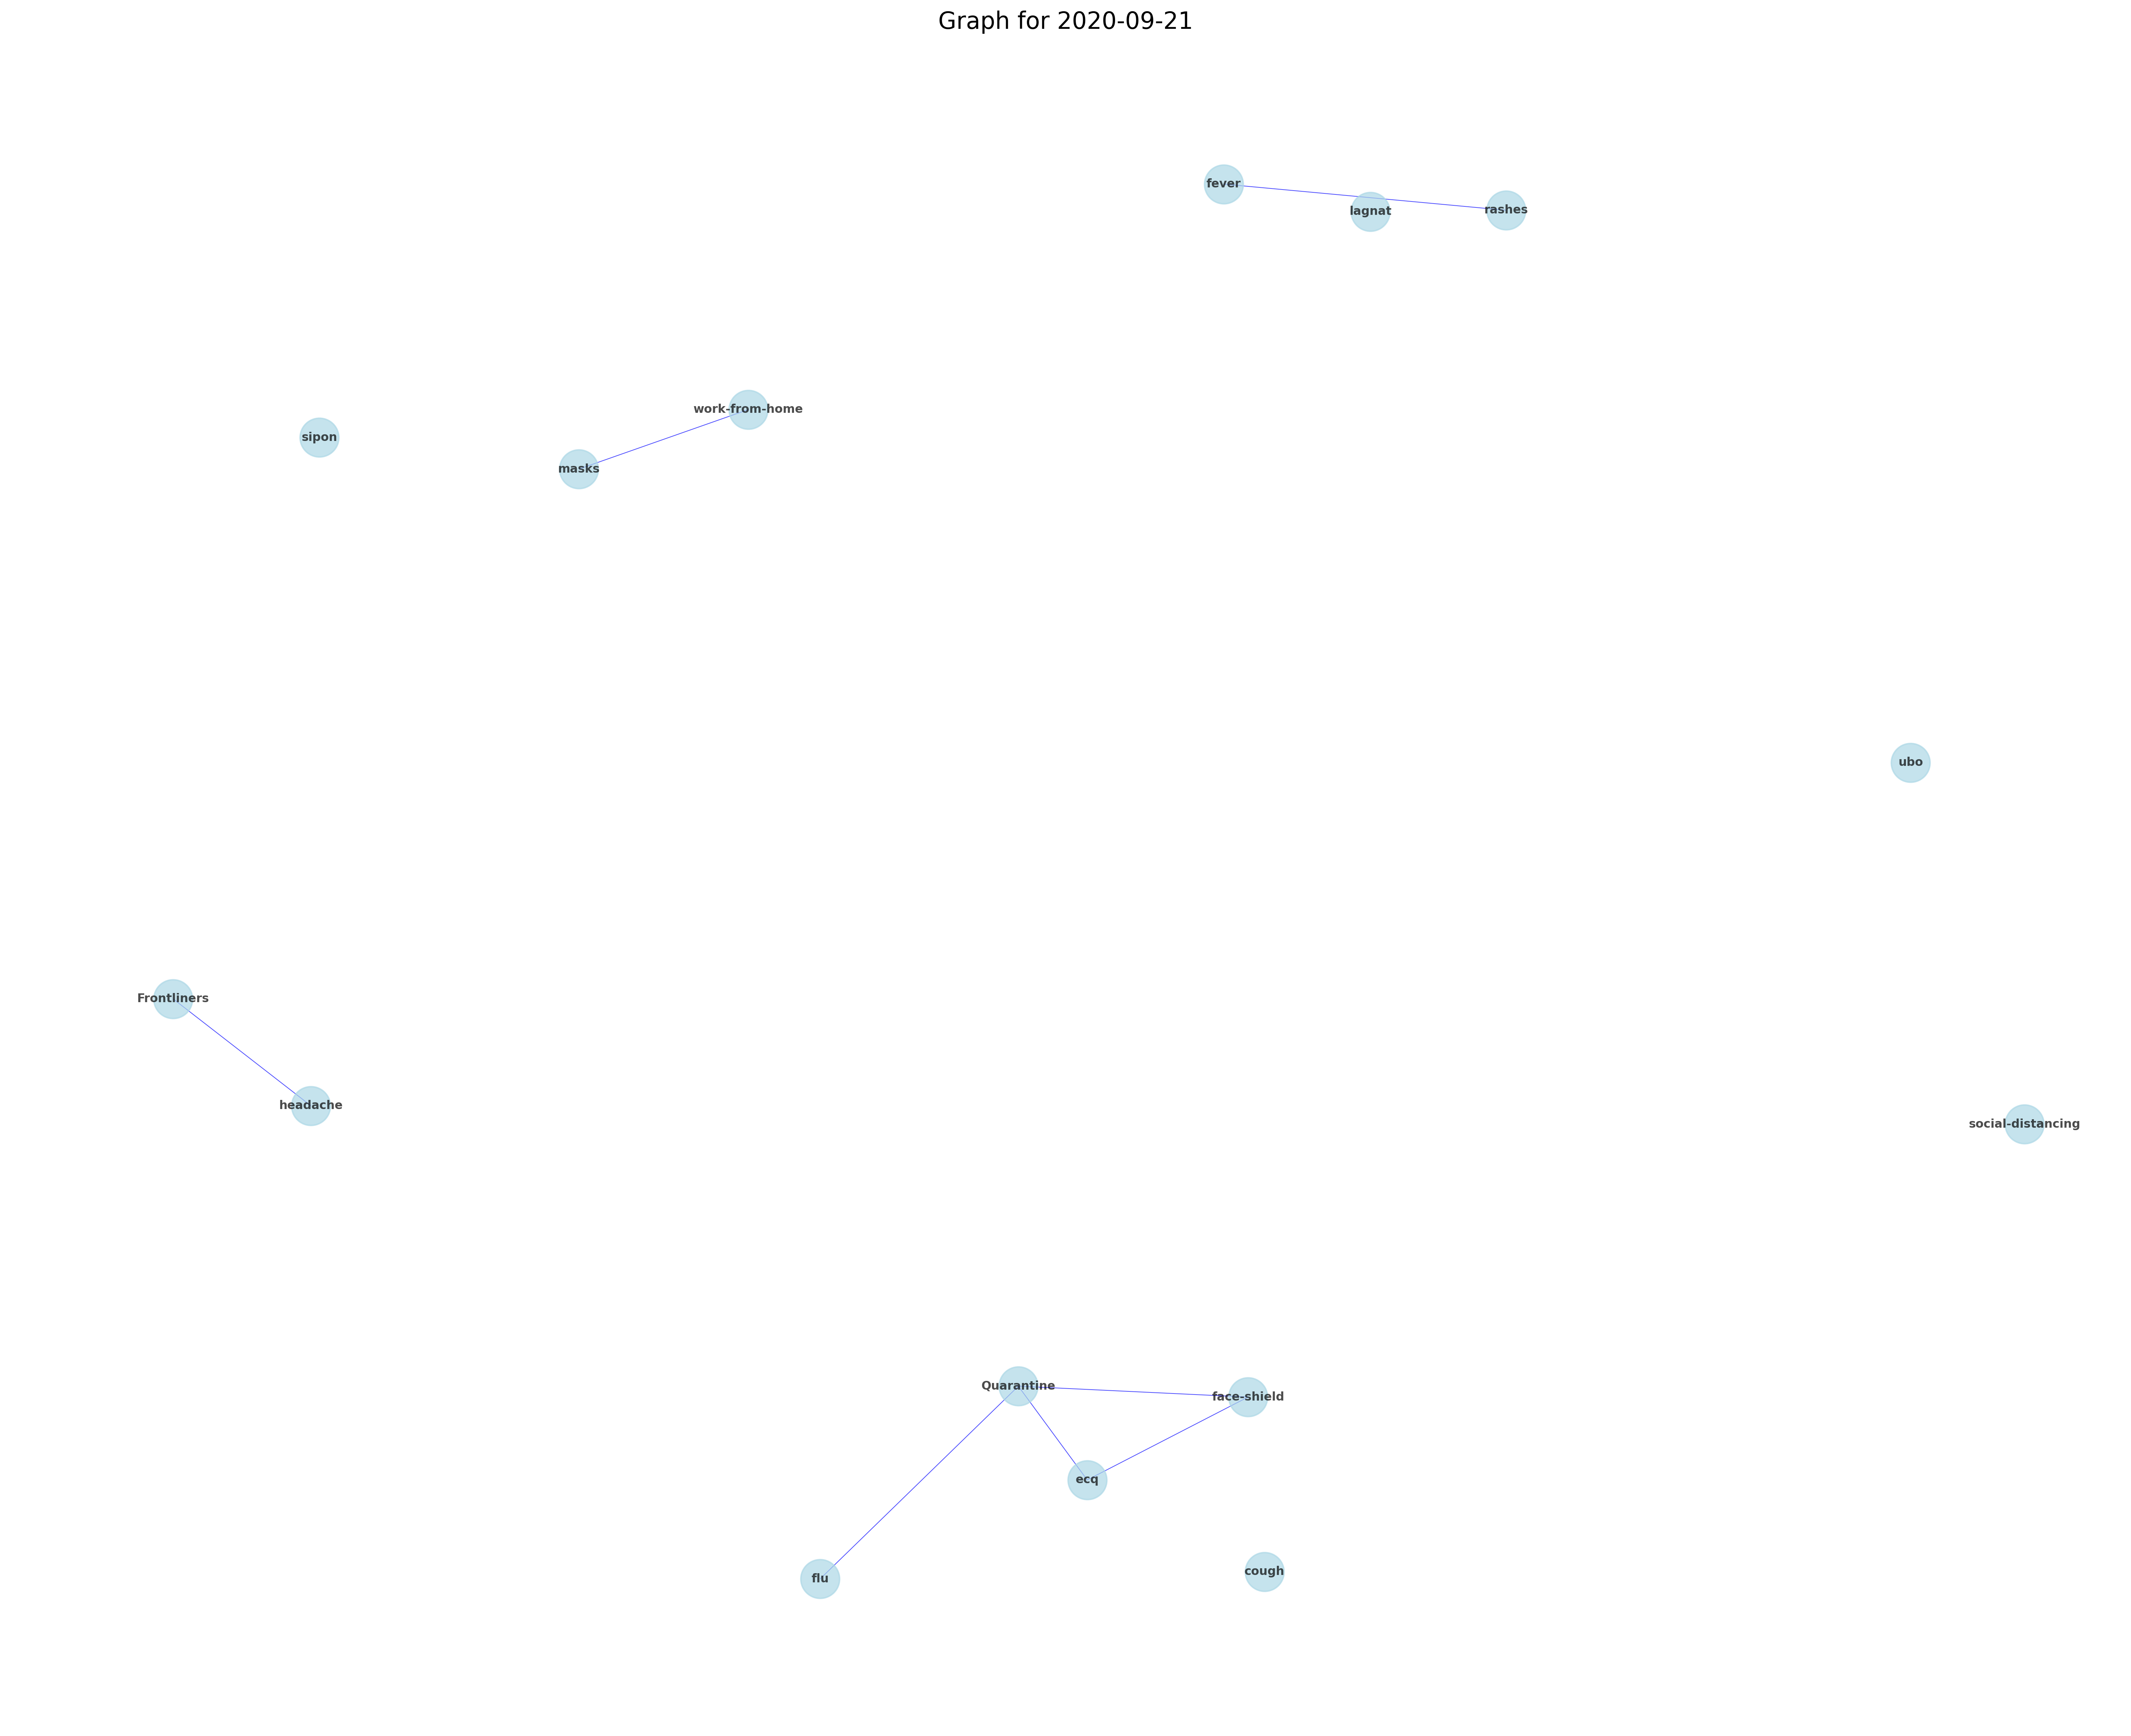 Graph for 2020-09-21
fever
lagnat
rashes
work-from-home
sipon
masks
ubo
Frontliners
headache
social-distancing
Quarantine
face-shield
ecq
cough
flu